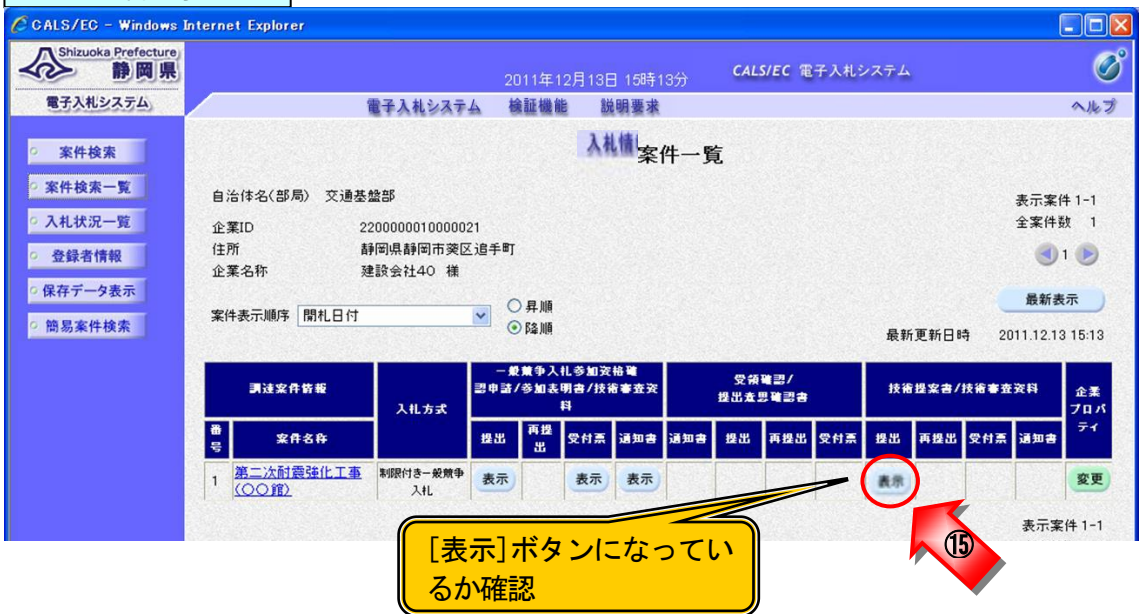 CALS/EC - Windows Internet Explorer
Shizuoka Prefecture
静岡県
2011年12月13日 15時13分
CALS/EC 電子入札システム
電子入札システム
電子入札システム 検証機能 説明要求
ヘルプ
案件検索
案件検索一覧
入札状況一覧
登録者情報
保存データ表示
簡易案件検索
入札情
案件一覧
自治体名(部局) 交通基盤部
表示案件 1-1
企業ID 2200000010000021
全案件数 1
住所 静岡県静岡市葵区追手町
1
企業名称 建設会社40 様
最新表示
案件表示順序 開札日付
昇順
降順
最新更新日時 2011.12.13 15:13
調達案件情報
入札方式
一般競争入札参加資格確
認申請/参加表明書/技術審査資
料
受領確認/
提出意思確認書
技術提案書/技術審査資料
企業
プロパ
ティ
番
号
案件名称
提出
再提
出
受付票
通知書
通知書
提出
再提出
受付票
提出
再提出
受付票
通知書
1
第二次耐震強化工事
(〇〇館)
制限付き一般競争
入札
表示
表示
表示
表示
変更
表示案件 1-1
[表示]ボタンになってい
るか確認
⑮